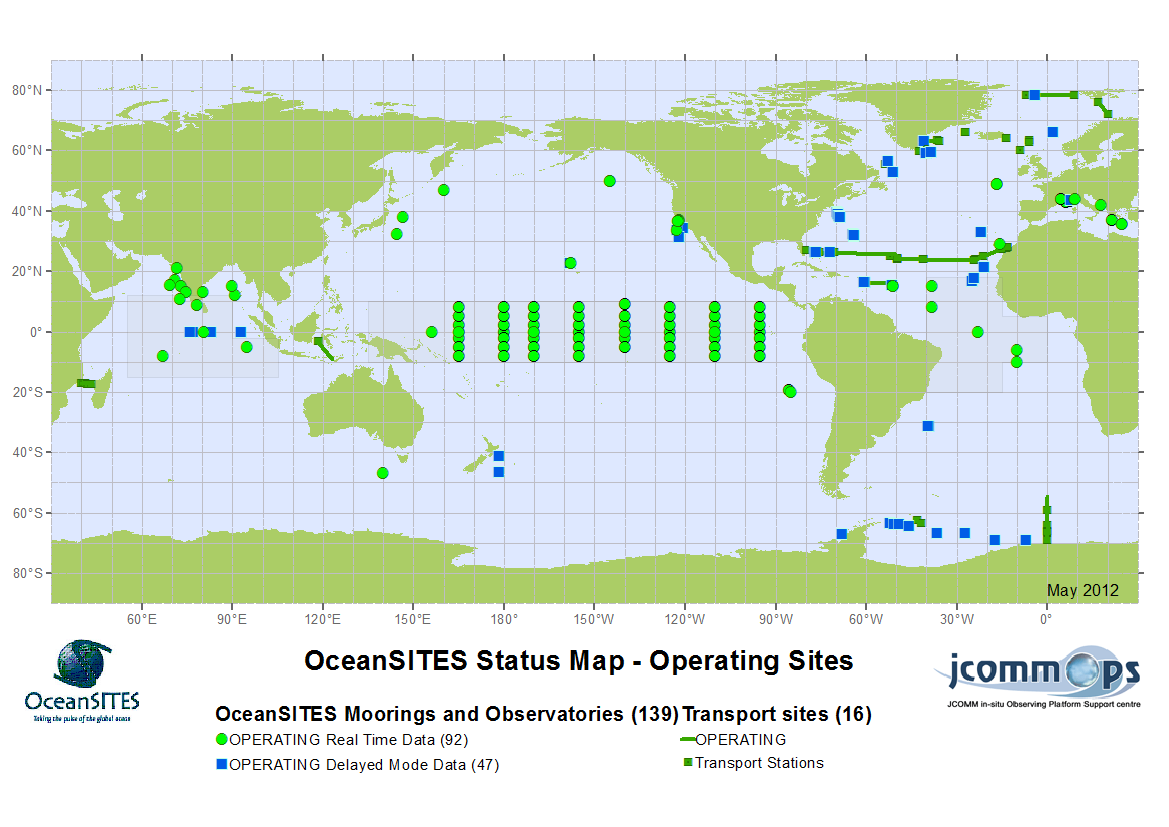 80°N
60°N
40°N
20°N
0°
20°S
40°S
60°S
80°S
May 2012
60°E 90°E 120°E 150°E 180° 150°W 120°W 90°W 60°W 30°W 0°
OceanSITES Status Map - Operating Sites
OceanSITES
Taking the pulse of the global ocean
jcommops
JCOMM in-situ Observing Platform Support centre
OceanSITES Moorings and Observatories (139) Transport sites (16)
OPERATING Real Time Data (92) OPERATING
OPERATING Delayed Mode Data (47) Transport Stations